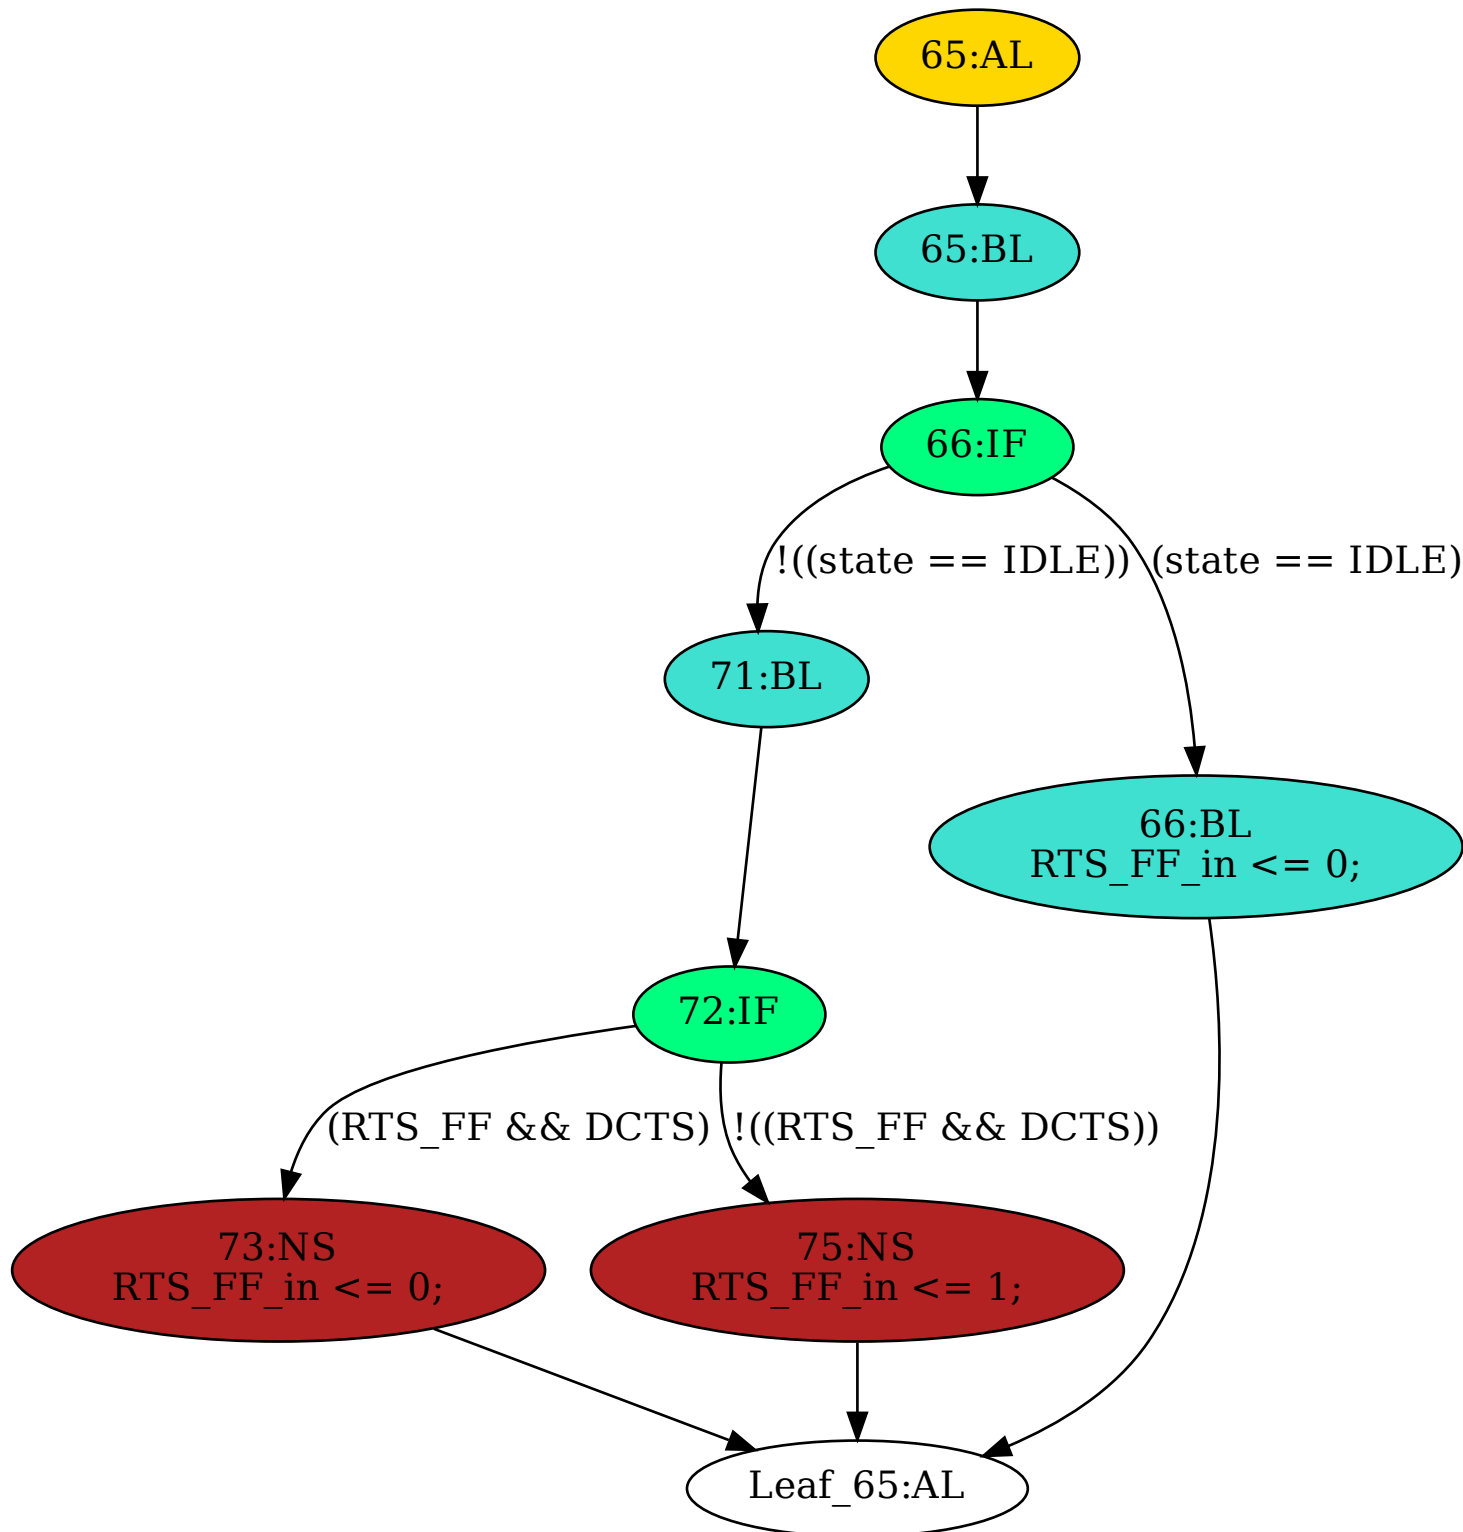 65:AL
65:BL
66:IF
!((state == IDLE))
(state == IDLE)
71:BL
66:BL
RTS_FF_in <= 0;
72:IF
(RTS_FF && DCTS)
!((RTS_FF && DCTS))
73:NS
RTS_FF_in <= 0;
75:NS
RTS_FF_in <= 1;
Leaf_65:AL